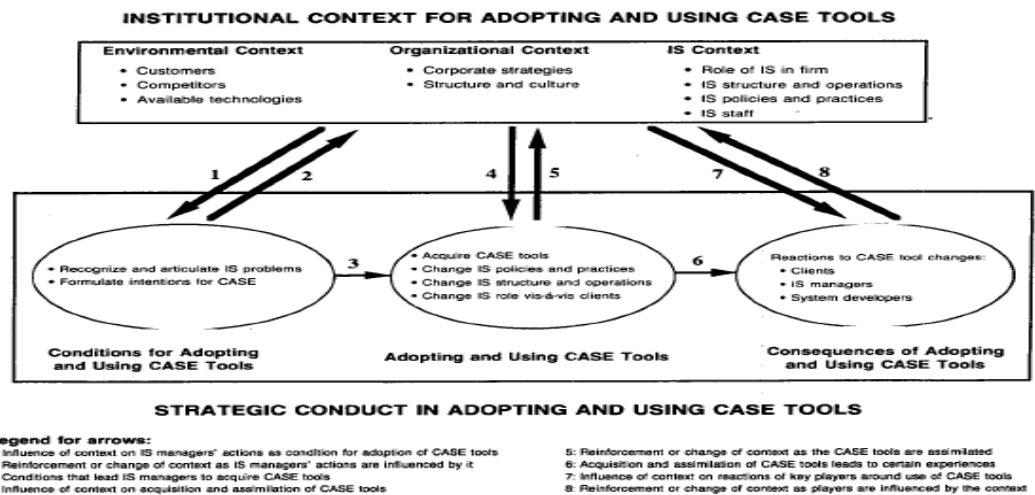 INSTITUTIONAL CONTEXT FOR ADOPTING AND USING CASE TOOLS
Environmental Context
• Customers
• Competitors
• Available technologies
Organizational Context
• Corporate strategies
• Structure and culture
IS Context
• Role of IS in firm
• IS structure and operations
• IS policies and practices
• IS staff
1
2
4
5
7
8
• Recognize and articulate IS problems
• Formulate intentions for CASE
3
• Acquire CASE tools
• Change IS policies and practices
• Change IS structure and operations
• Change IS role vis-á-vis clients
6
Reactions to CASE tool changes:
• Clients
• IS managers
• System developers
Conditions for Adopting
and Using CASE Tools
Adopting and Using CASE Tools
Consequences of Adopting
and Using CASE Tools
STRATEGIC CONDUCT IN ADOPTING AND USING CASE TOOLS
egend for arrows:
Influence of context on IS managers' actions as condition for adoption of CASE tools
Reinforcement or change of context as IS managers' actions are influenced by it
Conditions that lead IS managers to acquire CASE tools
Influence of context on acquisition and assimilation of CASE tools
5: Reinforcement or change of context as the CASE tools are assimilated
6: Acquisition and assimilation of CASE tools leads to certain experiences
7: Influence of context on reactions of key players around use of CASE tools
8: Reinforcement or change of context as players are influenced by the context